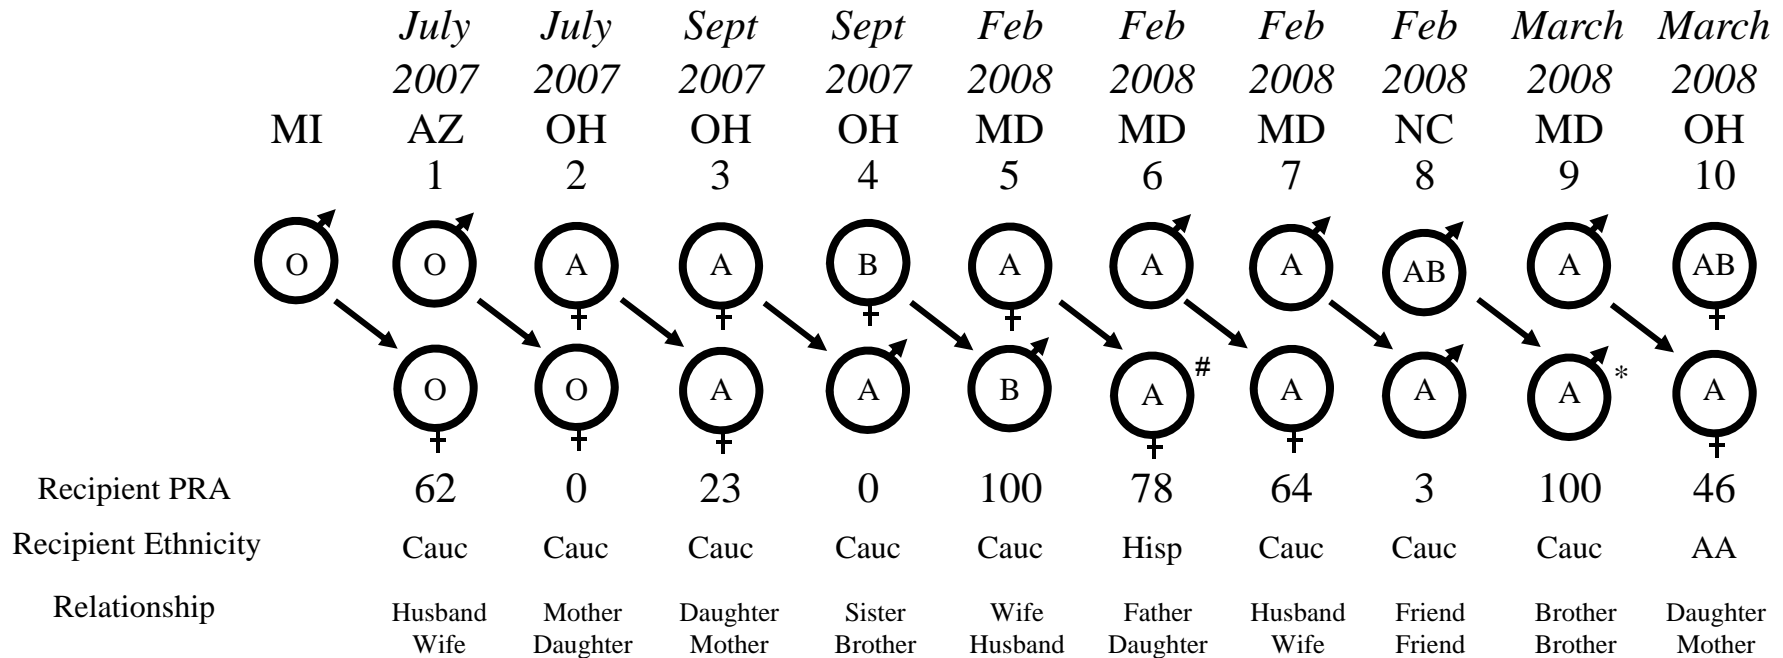 July July Sept Sept Feb Feb Feb Feb March March
2007 2007 2007 2007 2008 2008 2008 2008 2008 2008
MI AZ OH OH OH MD MD MD NC MD OH
1 2 3 4 5 6 7 8 9 10
O O A A B A A A AB A AB
O O A A B A # A A A * A
Recipient PRA 62 0 23 0 100 78 64 3 100 46
Recipient Ethnicity Cauc Cauc Cauc Cauc Cauc Hisp Cauc Cauc Cauc AA
Relationship Husband Mother Daughter Sister Wife Father Husband Friend Brother Daughter
Wife Daughter Mother Brother Husband Daughter Wife Friend Brother Mother